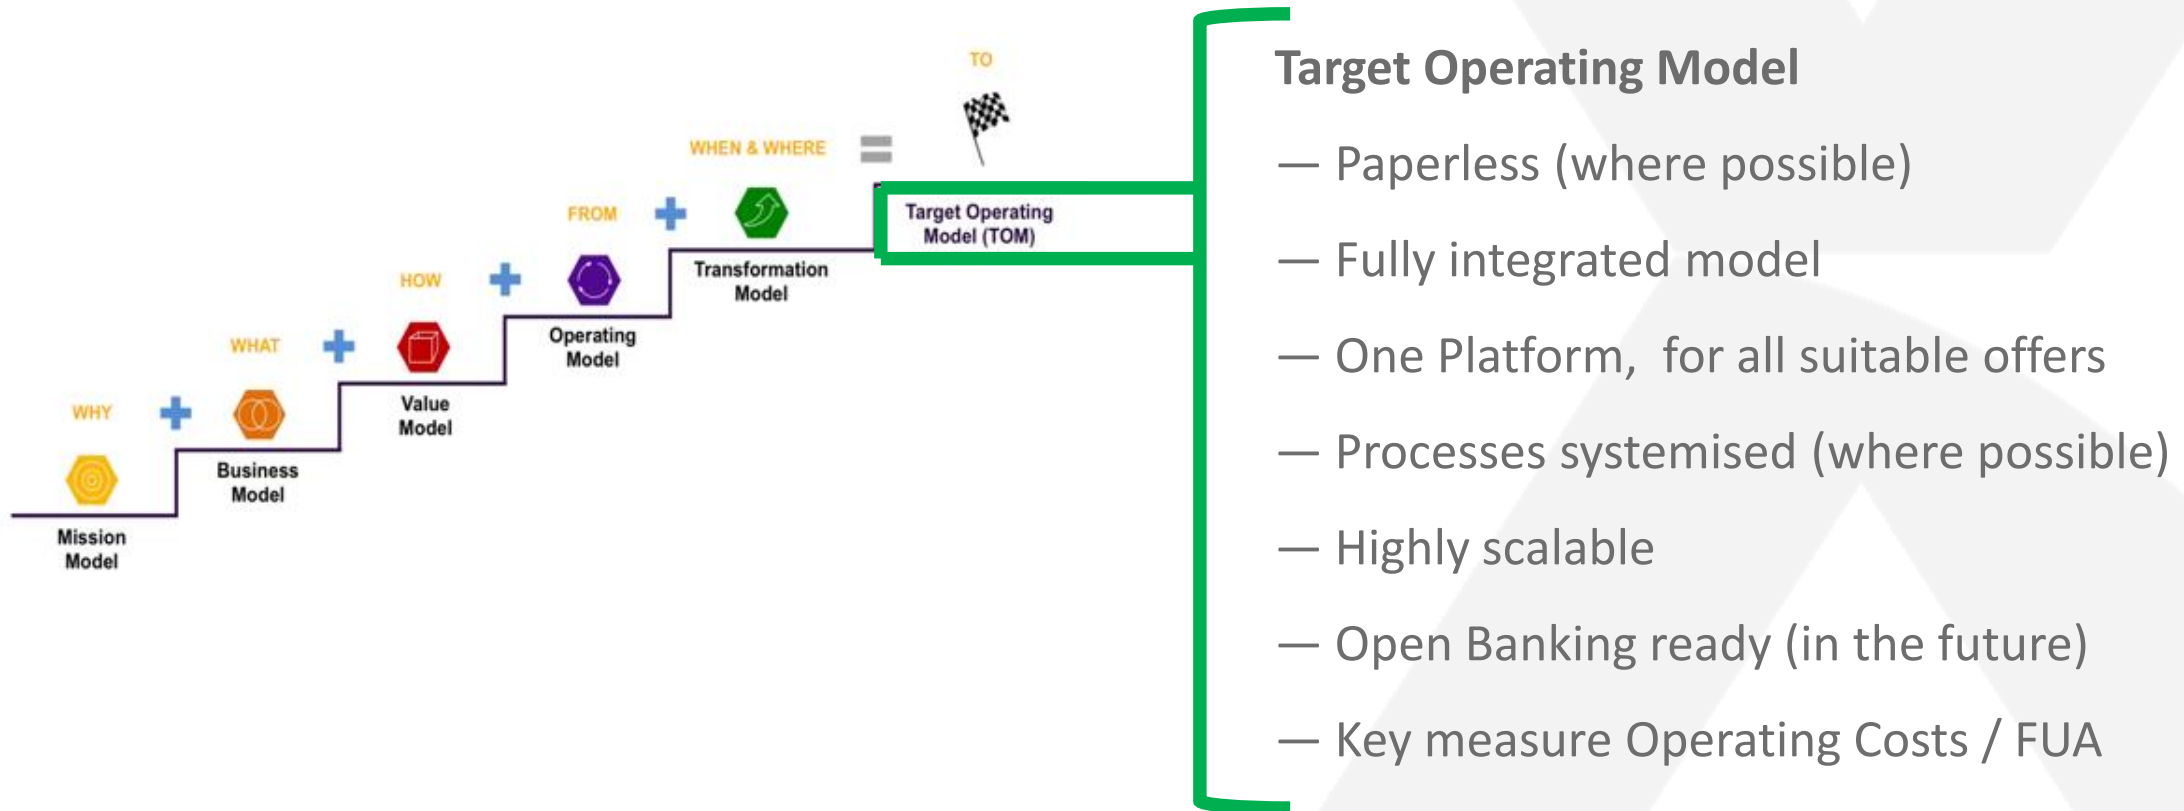 WHY
Mission
Model
WHAT
Business
Model
HOW
Value
Model
FROM
Operating
Model
WHEN & WHERE
Transformation
Model
TO
Target Operating
Model (TOM)
Target Operating Model
— Paperless (where possible)
— Fully integrated model
— One Platform,  for all suitable offers
— Processes systemised (where possible)
— Highly scalable
— Open Banking ready (in the future)
— Key measure Operating Costs / FUA